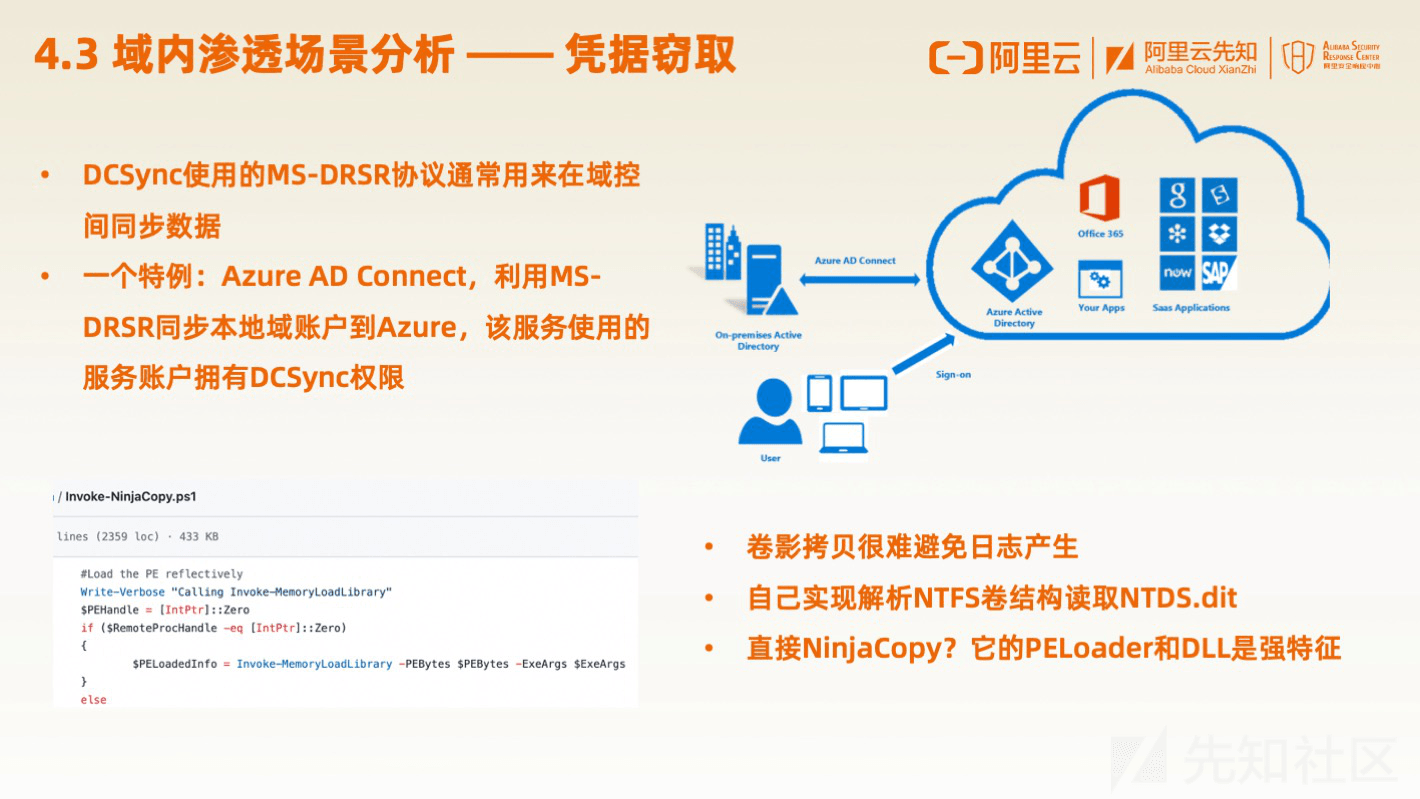 4.3 域内渗透场景分析 —— 凭据窃取
阿里云
阿里云先知
Alibaba Cloud XianZhi
ALIBABA SECURITY
RESPONSE CENTER
阿里安全响应中心
• DCSync使用的MS-DRSR协议通常用来在域控
间同步数据
• 一个特例：Azure AD Connect，利用MS-
DRSR同步本地域账户到Azure，该服务使用的
服务账户拥有DCSync权限
Azure AD Connect
On-premises Active
Directory
Azure Active
Directory
Office 365
Your Apps
g
now
SAP
Saas Applications
Sign-on
User
/ Invoke-NinjaCopy.ps1
lines (2359 loc) · 433 KB
#Load the PE reflectively
Write-Verbose "Calling Invoke-MemoryLoadLibrary"
$PEHandle = [IntPtr]::Zero
if ($RemoteProcHandle -eq [IntPtr]::Zero)
{
$PELoadedInfo = Invoke-MemoryLoadLibrary -PEBytes $PEBytes -ExeArgs $ExeArgs
}
else
• 卷影拷贝很难避免日志产生
• 自己实现解析NTFS卷结构读取NTDS.dit
• 直接NinjaCopy？它的PELoader和DLL是强特征
先知社区